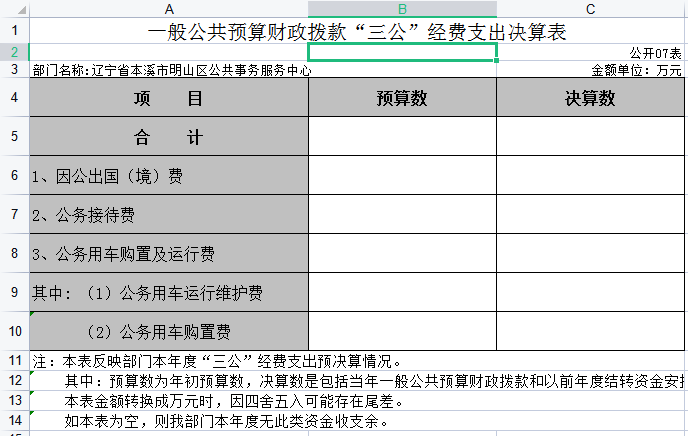 A B C
1 一般公共预算财政拨款“三公”经费支出决算表
2 公开07表
3 部门名称:辽宁省本溪市明山区公共事务服务中心 金额单位：万元
4 项 目 预算数 决算数
5 合 计
6 1、因公出国（境）费
7 2、公务接待费
8 3、公务用车购置及运行费
9 其中:（1）公务用车运行维护费
10 （2）公务用车购置费
11 注：本表反映部门本年度“三公”经费支出预决算情况。
12 其中：预算数为年初预算数，决算数是包括当年一般公共预算财政拨款和以前年度结转资金安
13 本表金额转换成万元时，因四舍五入可能存在尾差。
14 如本表为空，则我部门本年度无此类资金收支余。